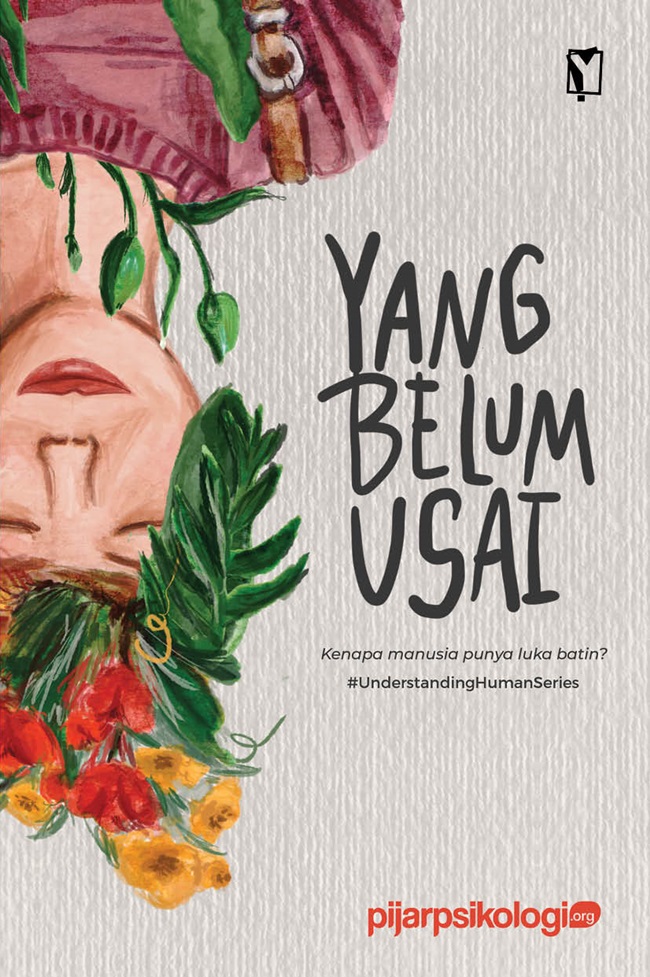 YANG
BELUM
USAI
Kenapa manusia punya luka batin?
#UnderstandingHumanSeries
pijarpsikologi.org